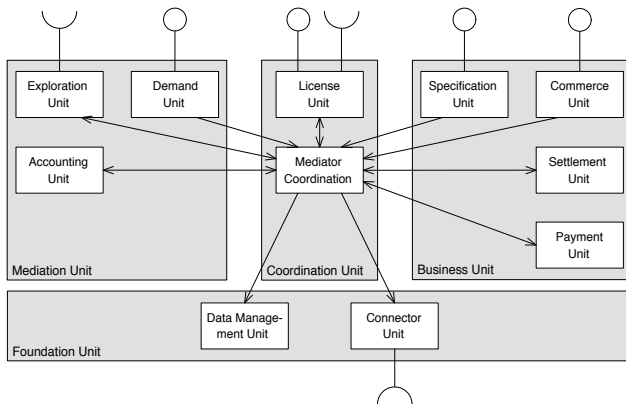 Exploration
Unit
Demand
Unit
License
Unit
Specification
Unit
Commerce
Unit
Accounting
Unit
Mediator
Coordination
Settlement
Unit
Payment
Unit
Mediation Unit
Coordination Unit
Business Unit
Data Manage-
ment Unit
Connector
Unit
Foundation Unit